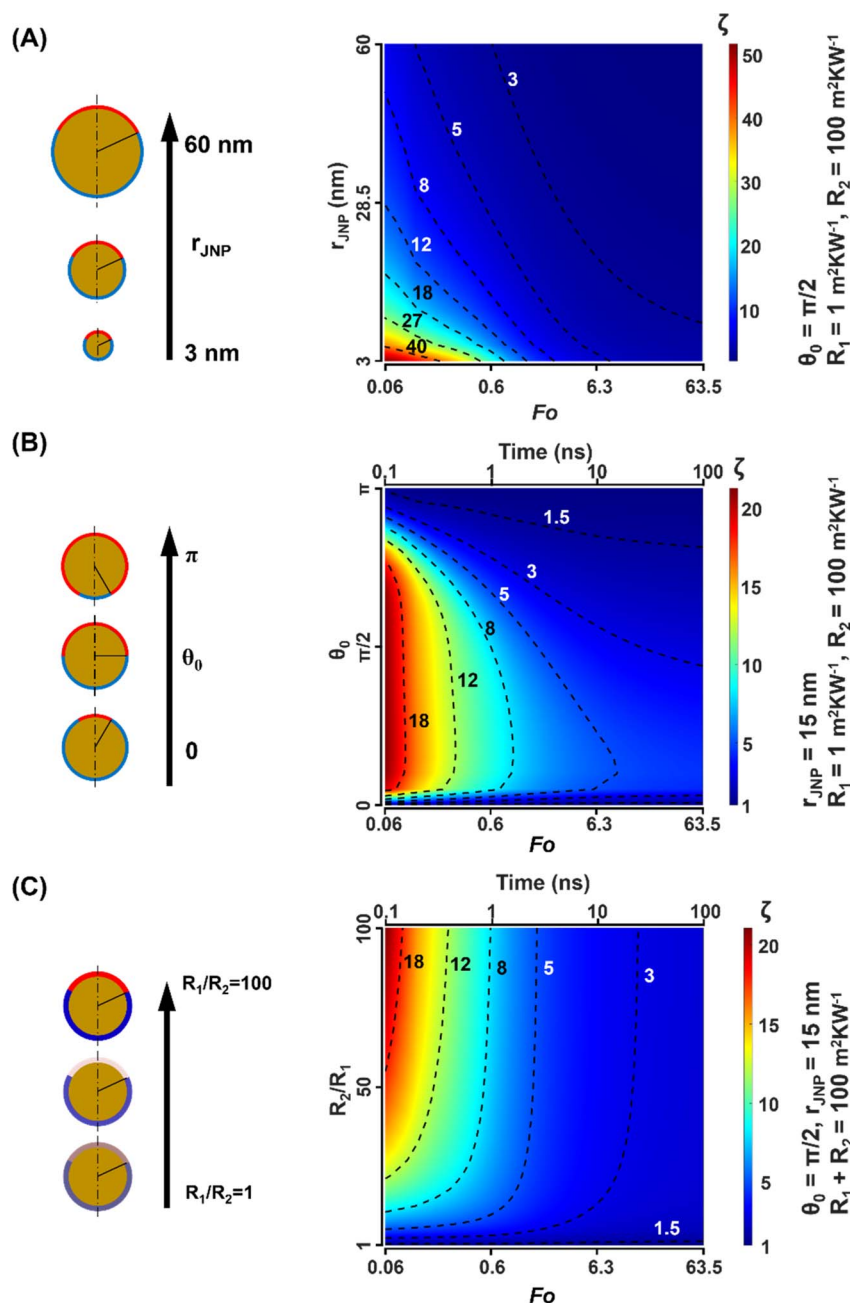 (A)
60 nm
r_JNP
3 nm
ζ
60
28.5
3
r_JNP (nm)
3
5
8
12
18
27
40
0.06 0.6 6.3 63.5
Fo
50
40
30
20
10
θ₀ = π/2
R₁ = 1 m²KW⁻¹, R₂ = 100 m²KW⁻¹
(B)
π
θ₀
0
Time (ns)
0.1 1 10 100
ζ
π
π/2
0
θ₀
1.5
3
5
8
12
18
0.06 0.6 6.3 63.5
Fo
20
15
10
5
1
r_JNP = 15 nm
R₁ = 1 m²KW⁻¹, R₂ = 100 m²KW⁻¹
(C)
R₁/R₂=100
R₁/R₂=1
Time (ns)
0.1 1 10 100
ζ
100
50
1
R₂/R₁
18 12 8 5 3
1.5
0.06 0.6 6.3 63.5
Fo
20
15
10
5
1
θ₀ = π/2, r_JNP = 15 nm
R₁ + R₂ = 100 m²KW⁻¹